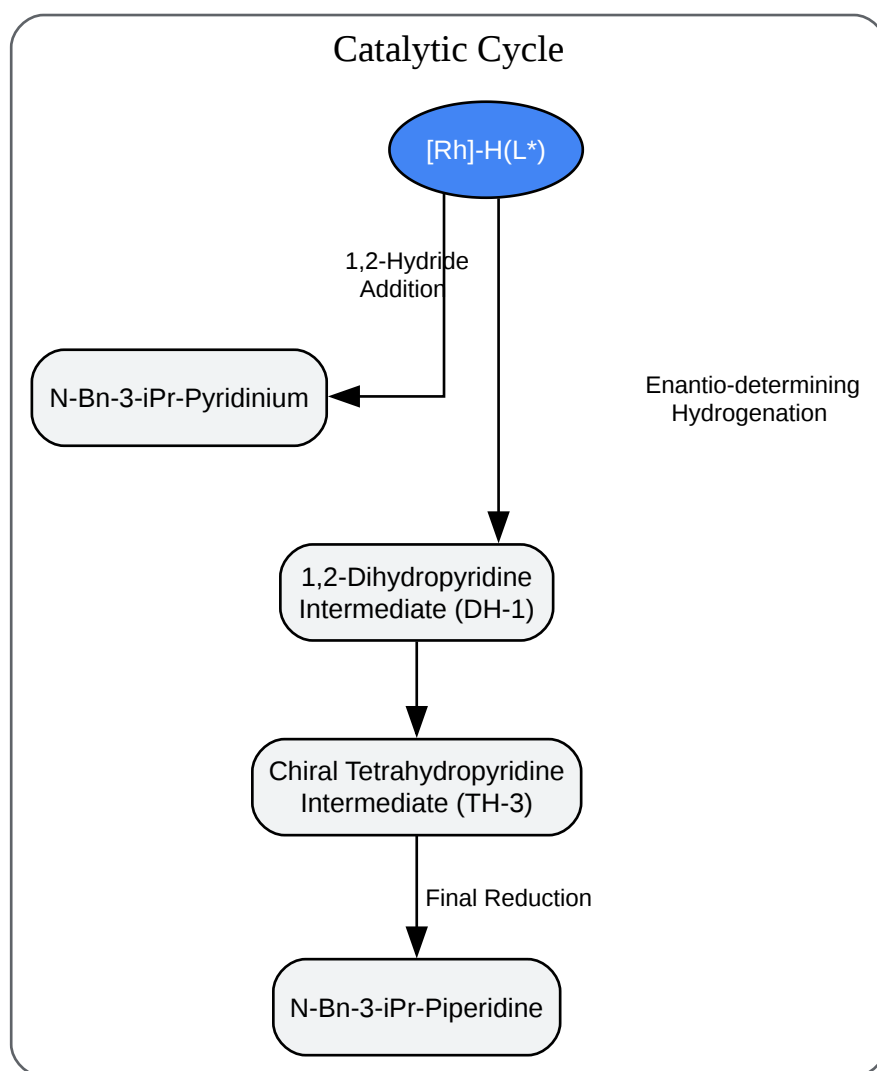 Catalytic Cycle
[Rh]-H(L*)
1,2-Hydride
Addition
N-Bn-3-iPr-Pyridinium
Enantio-determining
Hydrogenation
1,2-Dihydropyridine
Intermediate (DH-1)
Chiral Tetrahydropyridine
Intermediate (TH-3)
Final Reduction
N-Bn-3-iPr-Piperidine